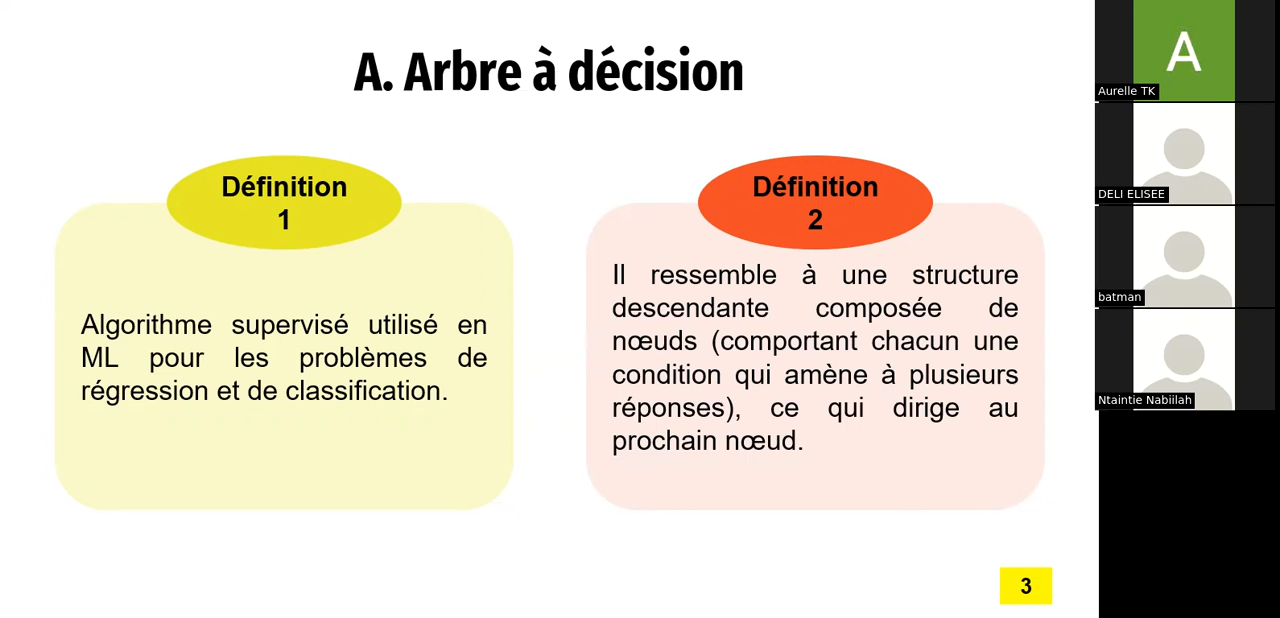 A. Arbre à décision
Définition
1
Algorithme supervisé utilisé en
ML pour les problèmes de
régression et de classification.
Définition
2
Il ressemble à une structure
descendante composée de
nœuds (comportant chacun une
condition qui amène à plusieurs
réponses), ce qui dirige au
prochain nœud.
3
A
Aurelle TK
DELI ELISEE
batman
Ntaintie Nabiilah